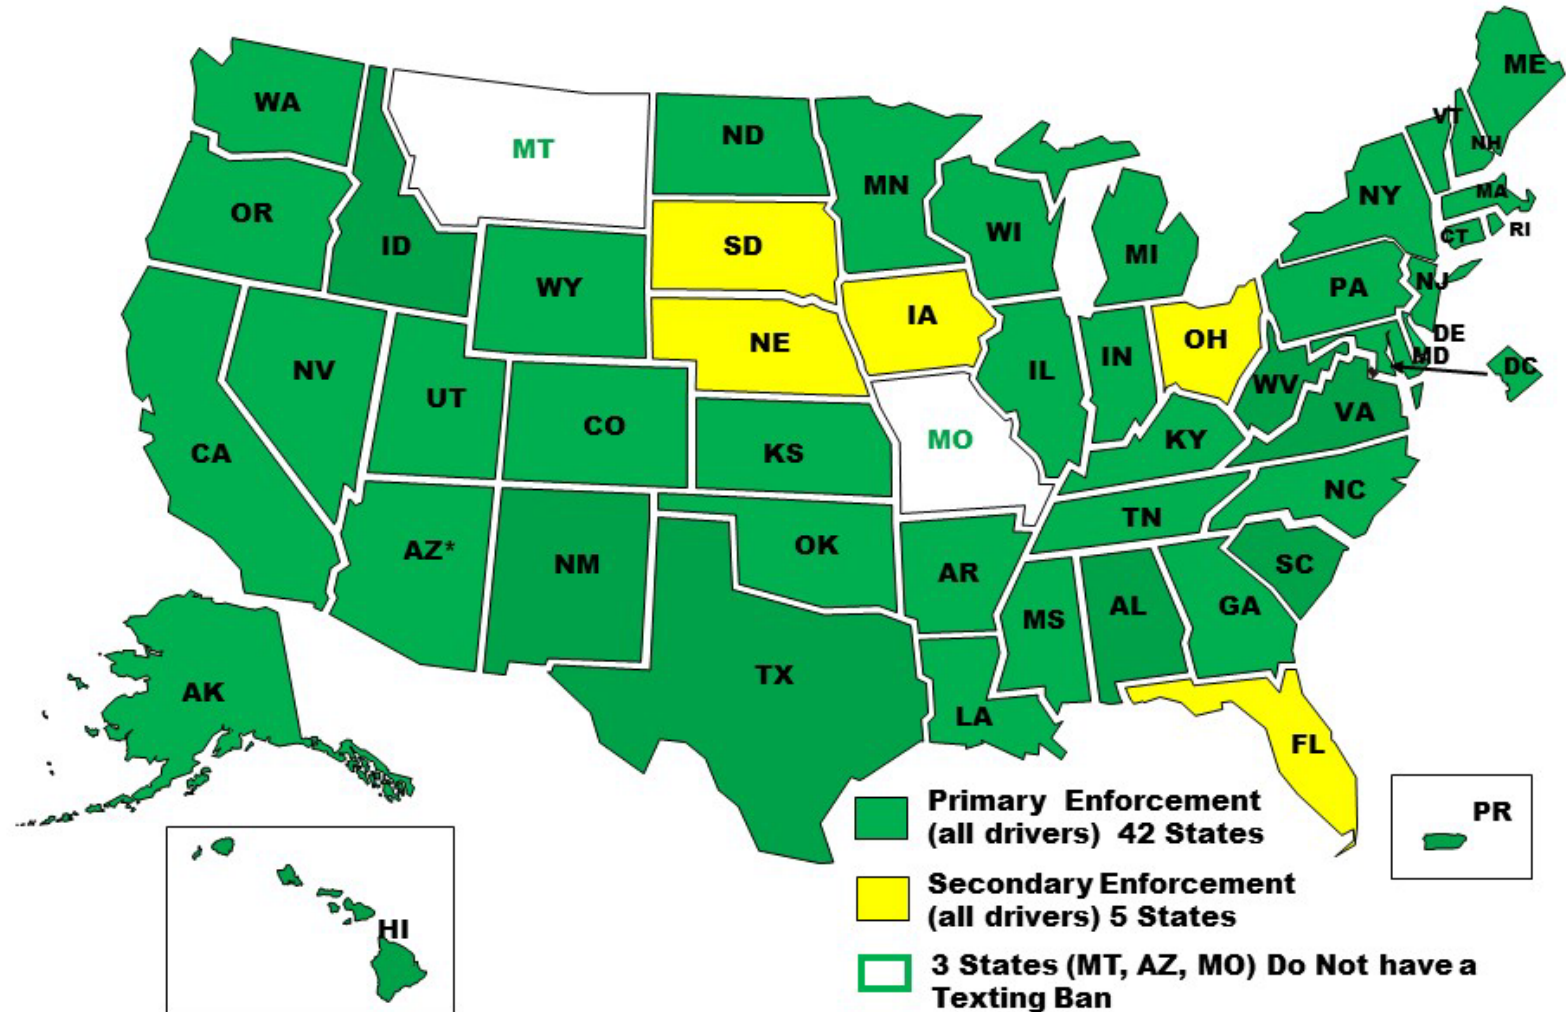 ME
WA
VT
ND
NH
MT
MN
MA
NY
OR
WI
RI
CT
ID
SD
MI
NJ
WY
PA
IA
DE
NE
OH
MD
IN
DC
NV
IL
WV
UT
VA
CO
KY
CA
KS
MO
NC
TN
OK
AZ*
NM
AR
SC
MS
AL
GA
TX
AK
LA
FL
Primary Enforcement
(all drivers) 42 States
PR
Secondary Enforcement
(all drivers) 5 States
HI
3 States (MT, AZ, MO) Do Not have a
Texting Ban